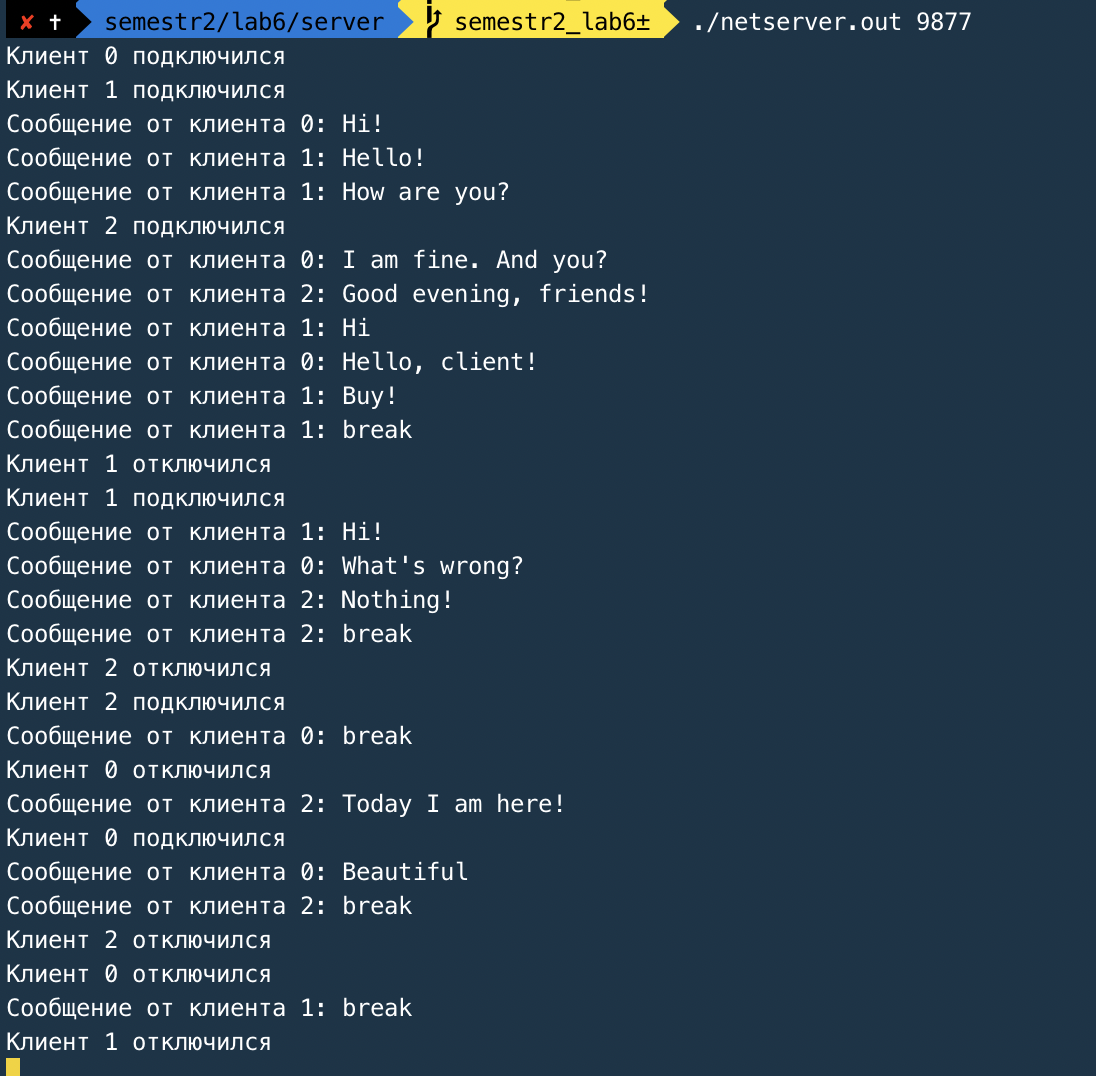 ✘ ✝ semestr2/lab6/server semestr2_lab6± ./netserver.out 9877
Клиент 0 подключился
Клиент 1 подключился
Сообщение от клиента 0: Hi!
Сообщение от клиента 1: Hello!
Сообщение от клиента 1: How are you?
Клиент 2 подключился
Сообщение от клиента 0: I am fine. And you?
Сообщение от клиента 2: Good evening, friends!
Сообщение от клиента 1: Hi
Сообщение от клиента 0: Hello, client!
Сообщение от клиента 1: Buy!
Сообщение от клиента 1: break
Клиент 1 отключился
Клиент 1 подключился
Сообщение от клиента 1: Hi!
Сообщение от клиента 0: What's wrong?
Сообщение от клиента 2: Nothing!
Сообщение от клиента 2: break
Клиент 2 отключился
Клиент 2 подключился
Сообщение от клиента 0: break
Клиент 0 отключился
Сообщение от клиента 2: Today I am here!
Клиент 0 подключился
Сообщение от клиента 0: Beautiful
Сообщение от клиента 2: break
Клиент 2 отключился
Клиент 0 отключился
Сообщение от клиента 1: break
Клиент 1 отключился